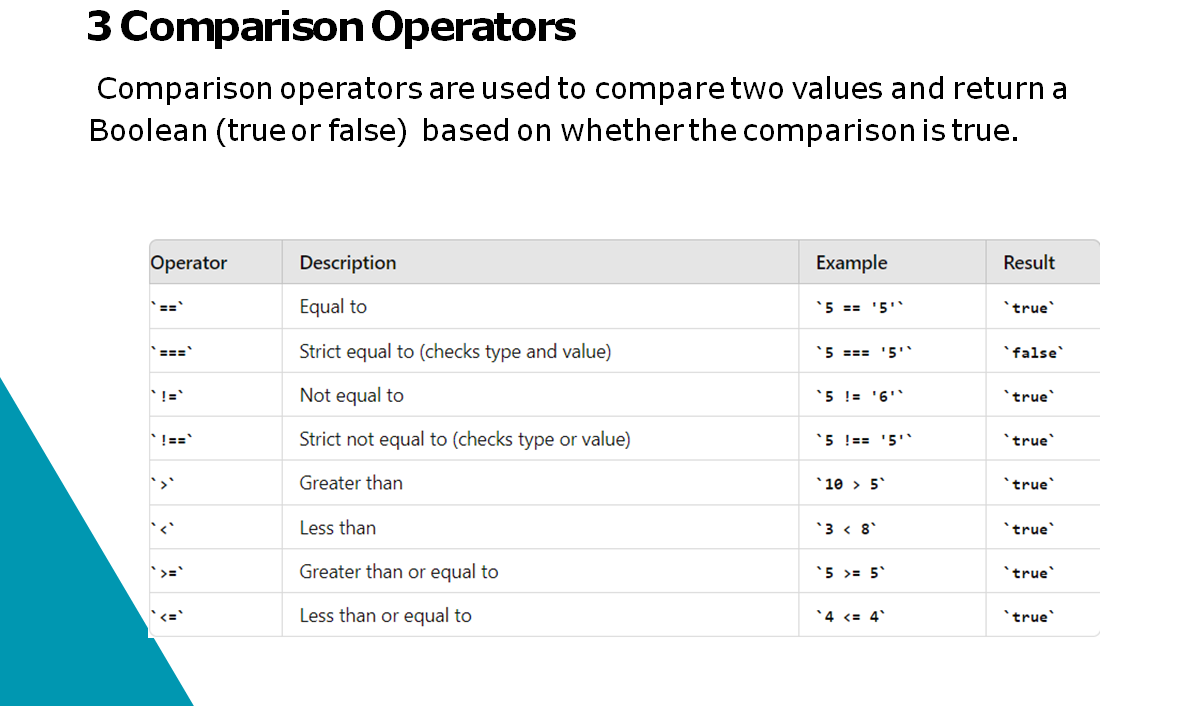 3 Comparison Operators
Comparison operators are used to compare two values and return a
Boolean (true or false) based on whether the comparison is true.
Operator Description Example Result
`==` Equal to `5 == '5'` `true`
`===` Strict equal to (checks type and value) `5 === '5'` `false`
`!=` Not equal to `5 != '6'` `true`
`!==` Strict not equal to (checks type or value) `5 !== '5'` `true`
`>` Greater than `10 > 5` `true`
`<` Less than `3 < 8` `true`
`>=` Greater than or equal to `5 >= 5` `true`
`<=` Less than or equal to `4 <= 4` `true`